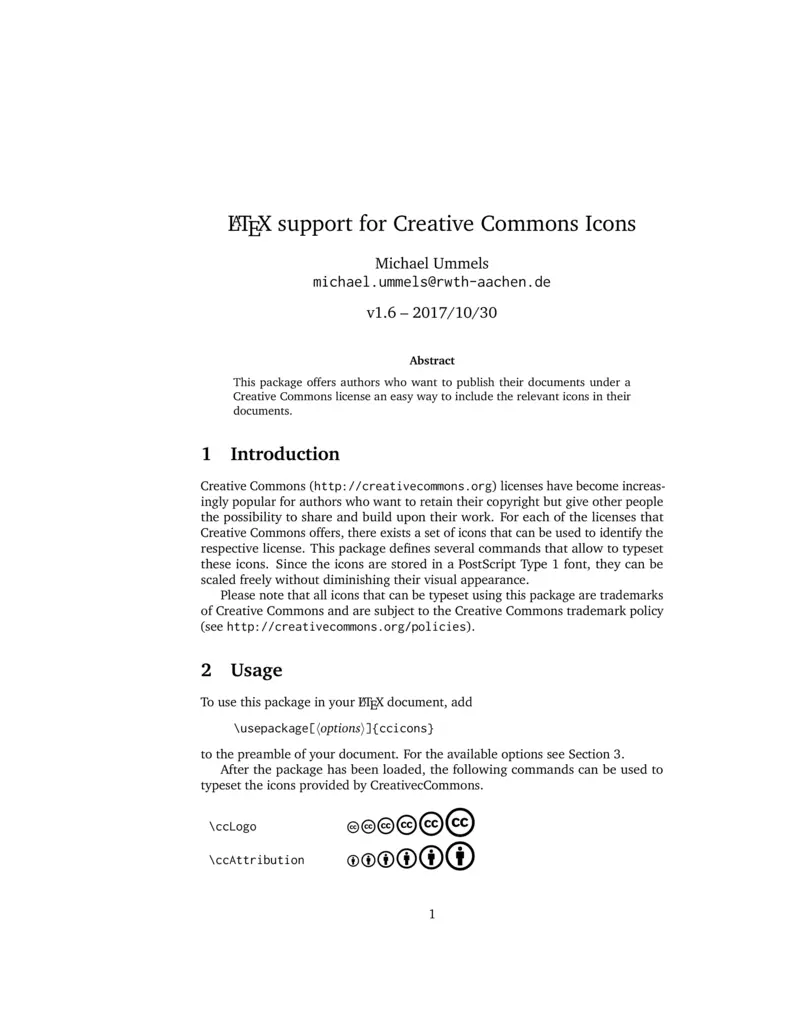 LATEX support for Creative Commons Icons
Michael Ummels
michael.ummels@rwth-aachen.de
v1.6 – 2017/10/30
Abstract
This package offers authors who want to publish their documents under a
Creative Commons license an easy way to include the relevant icons in their
documents.
1 Introduction
Creative Commons (http://creativecommons.org) licenses have become increas-
ingly popular for authors who want to retain their copyright but give other people
the possibility to share and build upon their work. For each of the licenses that
Creative Commons offers, there exists a set of icons that can be used to identify the
respective license. This package defines several commands that allow to typeset
these icons. Since the icons are stored in a PostScript Type 1 font, they can be
scaled freely without diminishing their visual appearance.
Please note that all icons that can be typeset using this package are trademarks
of Creative Commons and are subject to the Creative Commons trademark policy
(see http://creativecommons.org/policies).
2 Usage
To use this package in your LATEX document, add
\usepackage[⟨options⟩]{ccicons}
to the preamble of your document. For the available options see Section 3.
After the package has been loaded, the following commands can be used to
typeset the icons provided by CreativecCommons.
\ccLogo cc cc cc cc cc cc
\ccAttribution
1